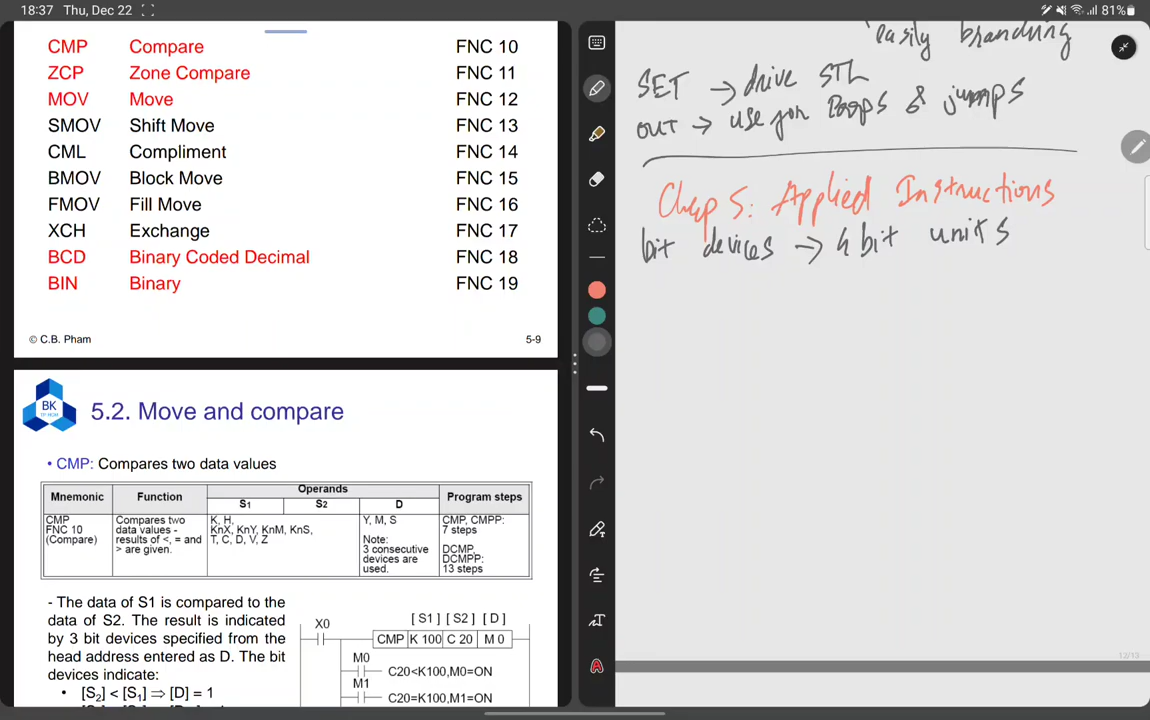 18:37 Thu, Dec 22
81%
CMP Compare FNC 10
ZCP Zone Compare FNC 11
MOV Move FNC 12
SMOV Shift Move FNC 13
CML Compliment FNC 14
BMOV Block Move FNC 15
FMOV Fill Move FNC 16
XCH Exchange FNC 17
BCD Binary Coded Decimal FNC 18
BIN Binary FNC 19
© C.B. Pham 5-9
BK
TP.HCM
5.2. Move and compare
• CMP: Compares two data values
Mnemonic Function Operands Program steps
S1 S2 D
CMP
FNC 10
(Compare)
Compares two
data values -
results of <, = and
> are given.
K, H,
KnX, KnY, KnM, KnS,
T, C, D, V, Z
Y, M, S
Note:
3 consecutive
devices are
used.
CMP, CMPP:
7 steps
DCMP,
DCMPP:
13 steps
- The data of S1 is compared to the
data of S2. The result is indicated
by 3 bit devices specified from the
head address entered as D. The bit
devices indicate:
• [S2] < [S1] ⇒ [D] = 1
X0 [ S1 ] [ S2 ] [ D ]
CMP K 100 C 20 M 0
M0
C20<K100,M0=ON
M1
C20=K100,M1=ON
easily branding
SET → drive STL
OUT → use for loops & jumps
Chap 5: Applied Instructions
bit devices → 4 bit units
12/13